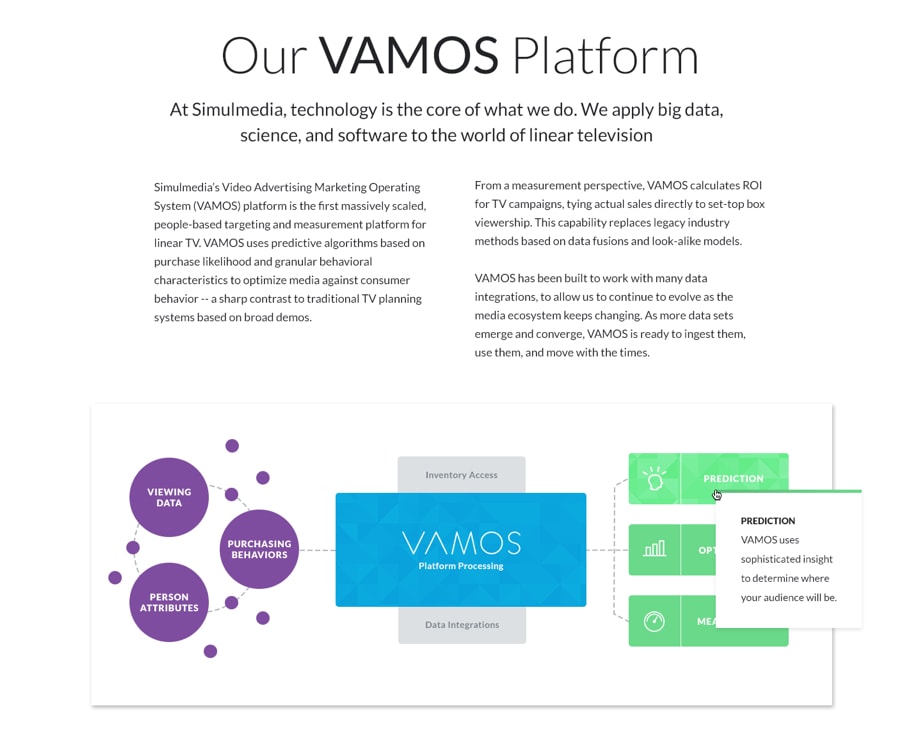 Our VAMOS Platform
At Simulmedia, technology is the core of what we do. We apply big data,
science, and software to the world of linear television
Simulmedia's Video Advertising Marketing Operating
System (VAMOS) platform is the first massively scaled,
people-based targeting and measurement platform for
linear TV. VAMOS uses predictive algorithms based on
purchase likelihood and granular behavioral
characteristics to optimize media against consumer
behavior -- a sharp contrast to traditional TV planning
systems based on broad demos.
From a measurement perspective, VAMOS calculates ROI
for TV campaigns, tying actual sales directly to set-top box
viewership. This capability replaces legacy industry
methods based on data fusions and look-alike models.
VAMOS has been built to work with many data
integrations, to allow us to continue to evolve as the
media ecosystem keeps changing. As more data sets
emerge and converge, VAMOS is ready to ingest them,
use them, and move with the times.
VIEWING
DATA
PURCHASING
BEHAVIORS
PERSON
ATTRIBUTES
Inventory Access
VAMOS
Platform Processing
Data Integrations
PREDICTION
OPT
MEA
PREDICTION
VAMOS uses
sophisticated insight
to determine where
your audience will be.